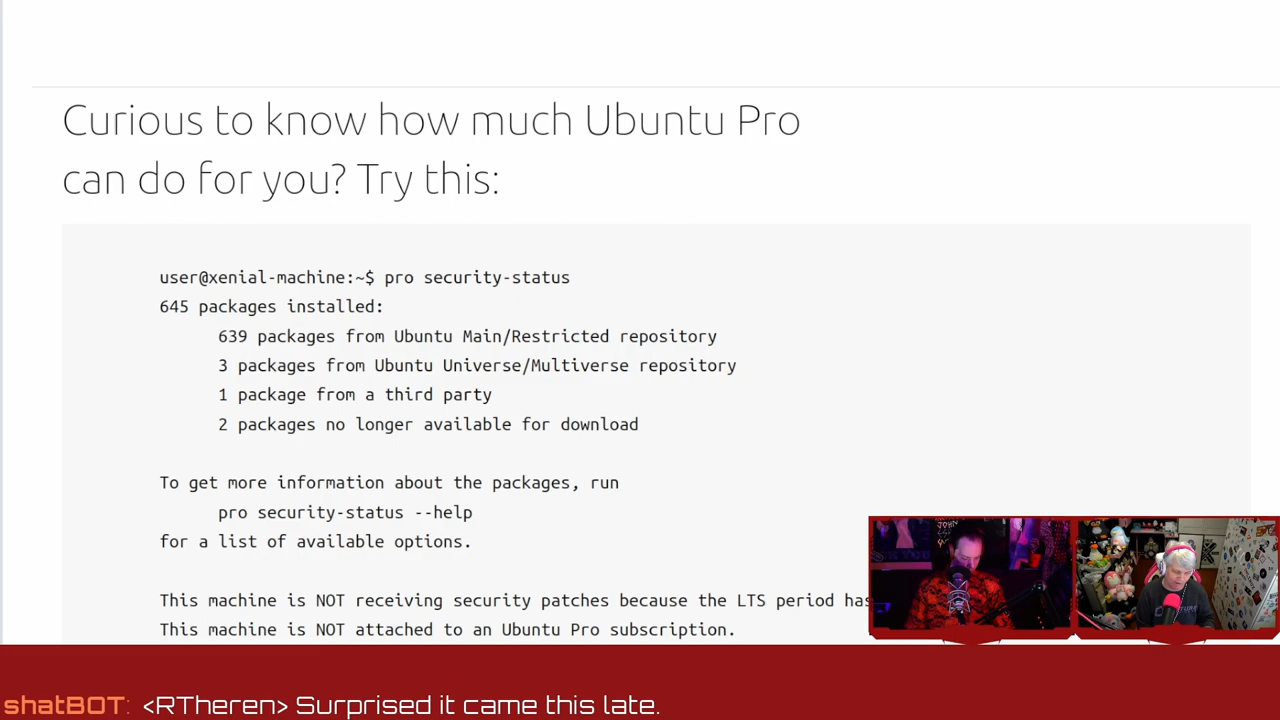 Curious to know how much Ubuntu Pro
can do for you? Try this:
user@xenial-machine:~$ pro security-status
645 packages installed:
639 packages from Ubuntu Main/Restricted repository
3 packages from Ubuntu Universe/Multiverse repository
1 package from a third party
2 packages no longer available for download
To get more information about the packages, run
pro security-status --help
for a list of available options.
This machine is NOT receiving security patches because the LTS period has
This machine is NOT attached to an Ubuntu Pro subscription.
shatBOT: <RTheren> Surprised it came this late.